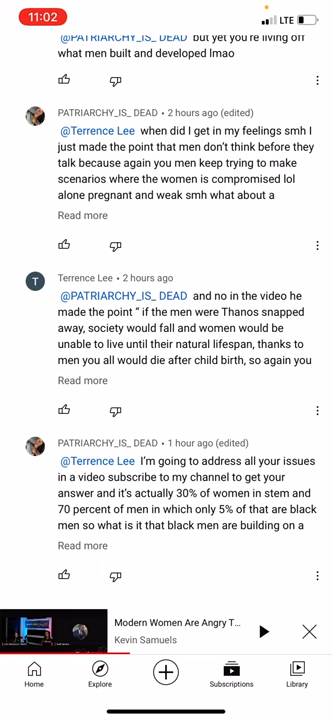 11:02
LTE
@PATRIARCHY_IS_ DEAD but yet you're living off
what men built and developed lmao
PATRIARCHY_IS_ DEAD • 2 hours ago (edited)
@Terrence Lee when did I get in my feelings smh I
just made the point that men don't think before they
talk because again you men keep trying to make
scenarios where the women is compromised lol
alone pregnant and weak smh what about a
Read more
T
Terrence Lee • 2 hours ago
@PATRIARCHY_IS_ DEAD and no in the video he
made the point “ if the men were Thanos snapped
away, society would fall and women would be
unable to live until their natural lifespan, thanks to
men you all would die after child birth, so again you
Read more
PATRIARCHY_IS_ DEAD • 1 hour ago (edited)
@Terrence Lee I'm going to address all your issues
in a video subscribe to my channel to get your
answer and it's actually 30% of women in stem and
70 percent of men in which only 5% of that are black
men so what is it that black men are building on a
Read more
Modern Women Are Angry T...
Kevin Samuels
Home
Explore
Subscriptions
Library